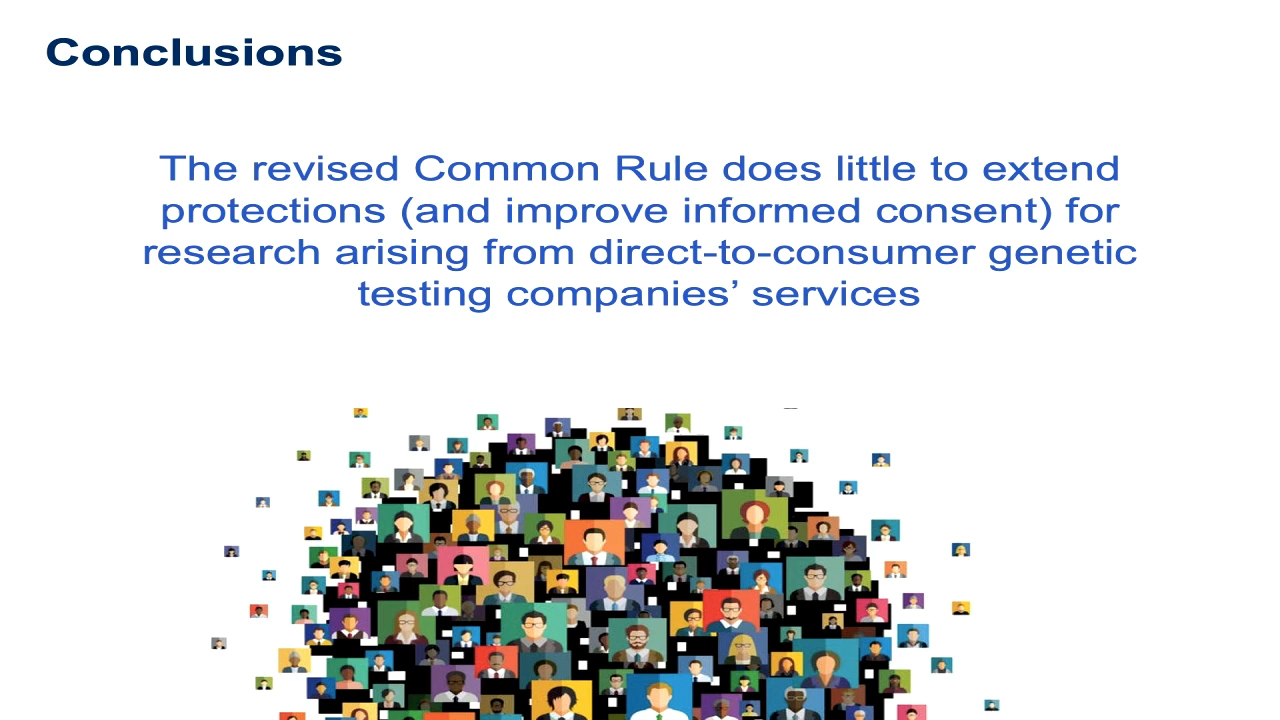 Conclusions
The revised Common Rule does little to extend
protections (and improve informed consent) for
research arising from direct-to-consumer genetic
testing companies’ services